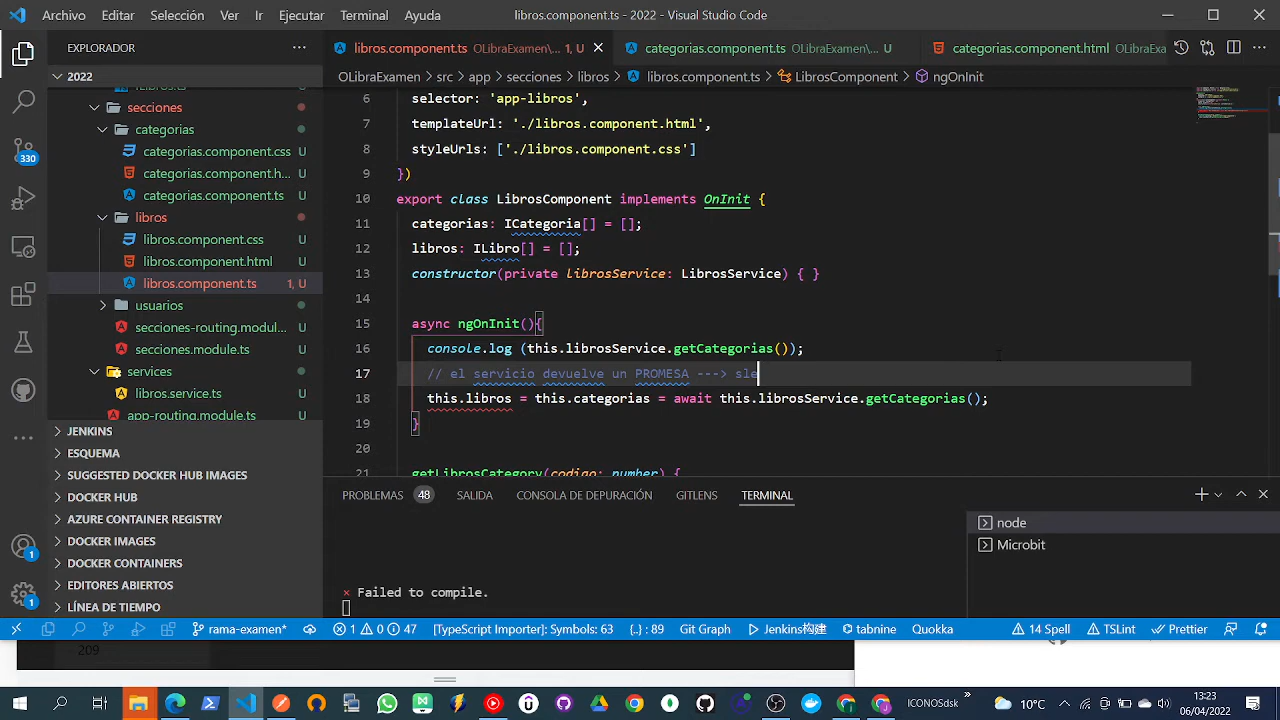 Archivo Editar Selección Ver Ir Ejecutar Terminal Ayuda libros.component.ts - 2022 - Visual Studio Code
EXPLORADOR
libros.component.ts OLibraExamen\... 1, U
categorias.component.ts OLibraExamen\... U
categorias.component.html OLibraExa
2022
OLibraExamen > src > app > secciones > libros > libros.component.ts > LibrosComponent > ngOnInit
secciones
categorias
categorias.component.css U
categorias.component.h... U
categorias.component.ts U
libros
libros.component.css U
libros.component.html U
libros.component.ts 1, U
usuarios
secciones-routing.modul... U
secciones.module.ts U
services
libros.service.ts U
app-routing.module.ts U
JENKINS
ESQUEMA
SUGGESTED DOCKER HUB IMAGES
DOCKER HUB
AZURE CONTAINER REGISTRY
DOCKER IMAGES
DOCKER CONTAINERS
EDITORES ABIERTOS
LÍNEA DE TIEMPO
330
1
1
6 selector: 'app-libros',
7 templateUrl: './libros.component.html',
8 styleUrls: ['./libros.component.css']
9 })
10 export class LibrosComponent implements OnInit {
11 categorias: ICategoria[] = [];
12 libros: ILibro[] = [];
13 constructor(private librosService: LibrosService) { }
14
15 async ngOnInit(){
16 console.log (this.librosService.getCategorias());
17 // el servicio devuelve un PROMESA ---> sle
18 this.libros = this.categorias = await this.librosService.getCategorias();
19 }
20
21 getLibrosCategory(codigo: number) {
PROBLEMAS 48 SALIDA CONSOLA DE DEPURACIÓN GITLENS TERMINAL
node
Microbit
× Failed to compile.
rama-examen* 1 0 47 [TypeScript Importer]: Symbols: 63 {..} : 89 Git Graph tabnine Quokka 14 Spell TSLint Prettier
209
ICONOSdsk » 10°C 13:23
06/04/2022